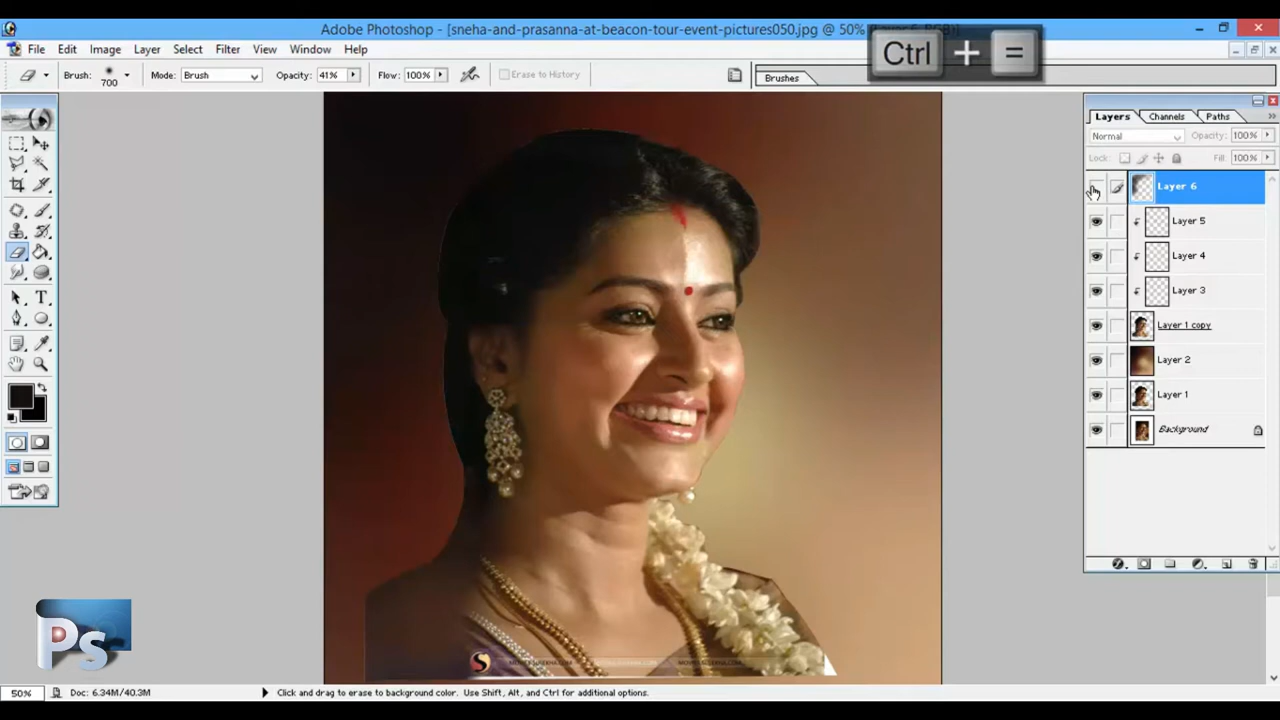 Adobe Photoshop - [sneha-and-prasanna-at-beacon-tour-event-pictures050.jpg @ 50%
Ctrl + =
File Edit Image Layer Select Filter View Window Help
Brush: 700 Mode: Brush Opacity: 41% Flow: 100% Erase to History Brushes
Layers Channels Paths
Normal Opacity: 100%
Lock: Fill: 100%
Layer 6
Layer 5
Layer 4
Layer 3
Layer 1 copy
Layer 2
Layer 1
Background
T
Ps
50% Doc: 6.34M/40.3M Click and drag to erase to background color. Use Shift, Alt, and Ctrl for additional options.